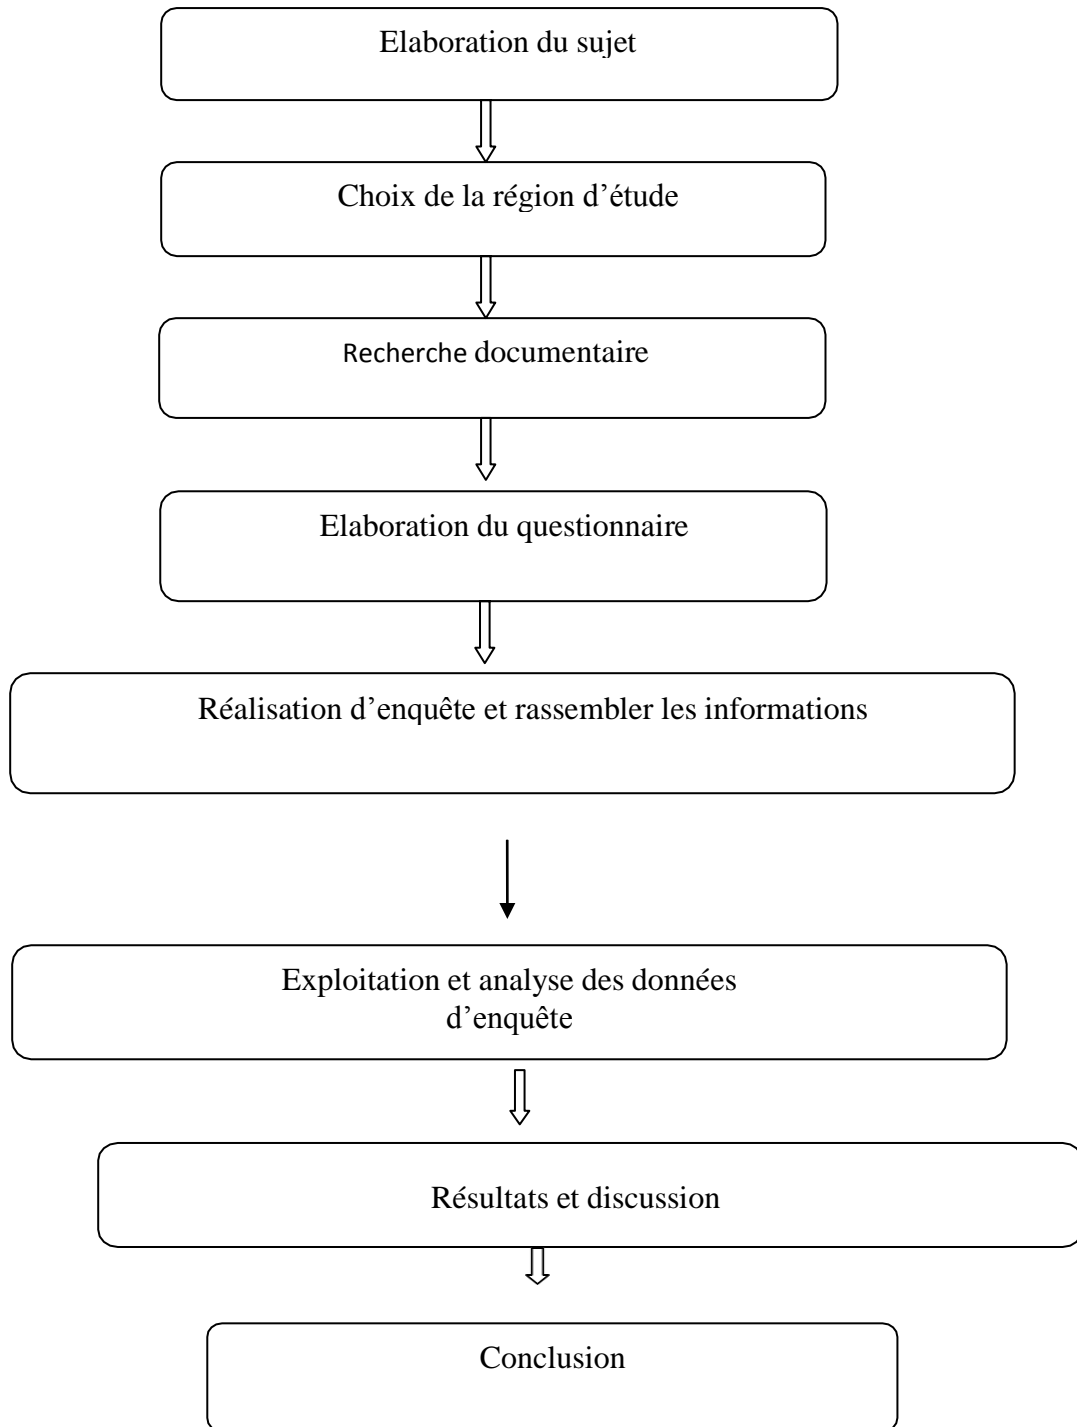 Elaboration du sujet
Choix de la région d’étude
Recherche documentaire
Elaboration du questionnaire
Réalisation d’enquête et rassembler les informations
Exploitation et analyse des données
d’enquête
Résultats et discussion
Conclusion